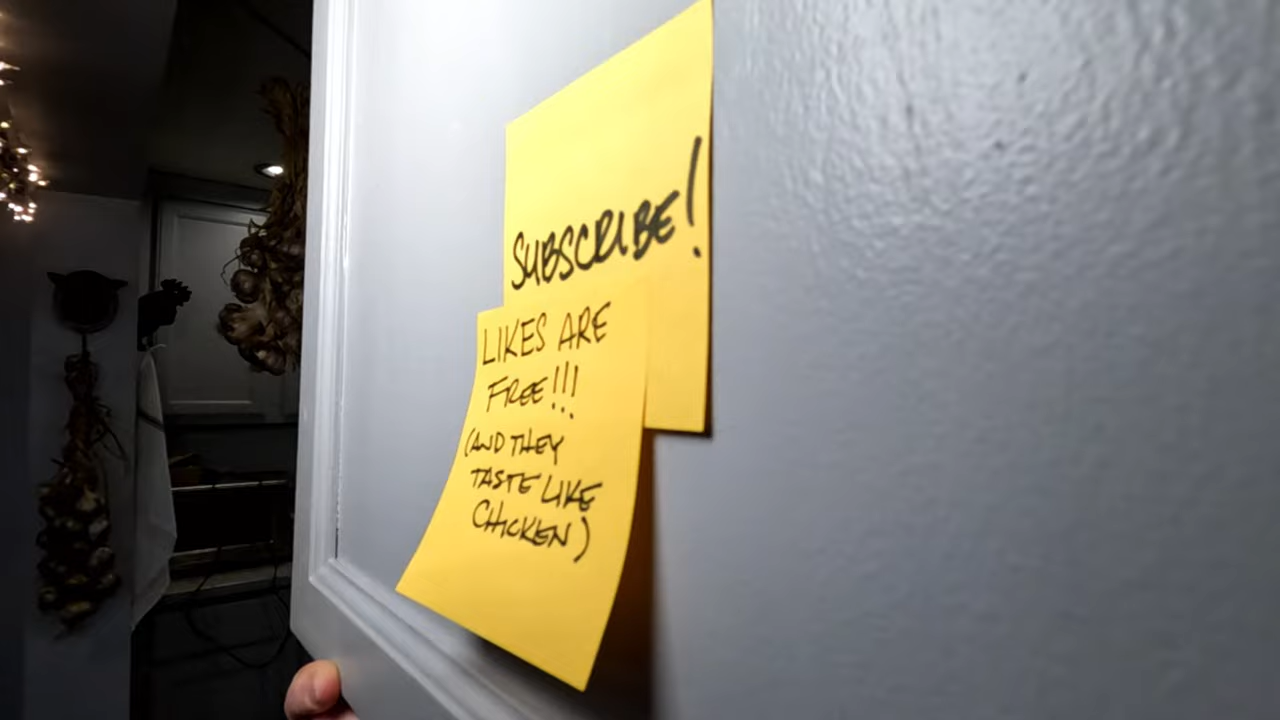 SUBSCRIBE!
LIKES ARE
FREE!!!
(AND THEY
TASTE LIKE
CHICKEN)